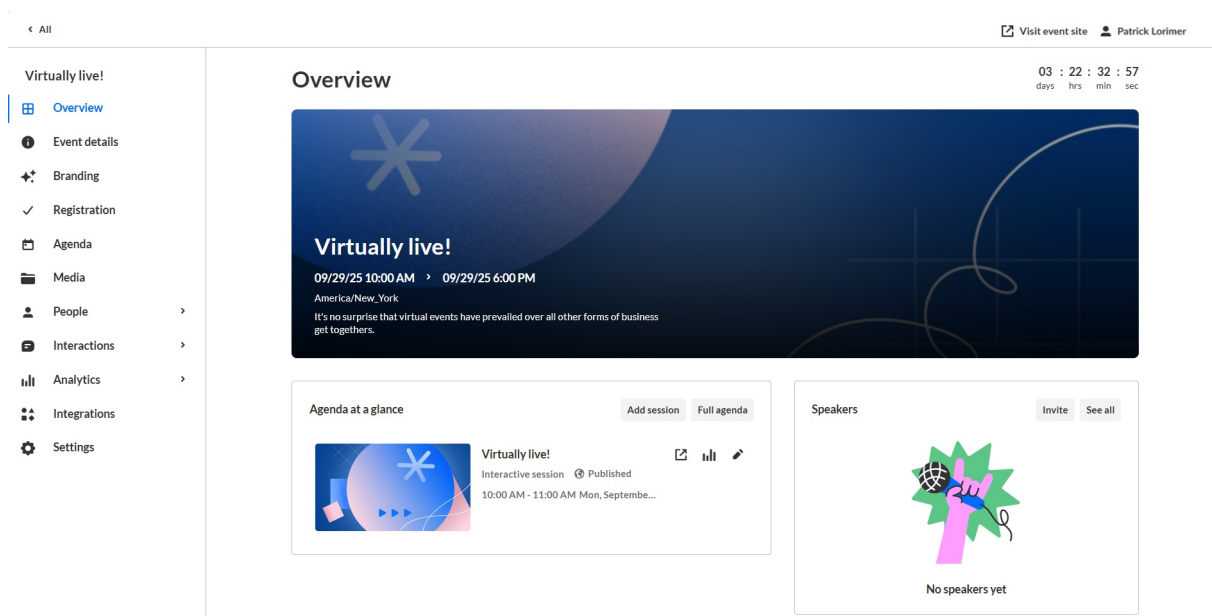 All
Visit event site
Patrick Lorimer
Virtually live!
Overview
Event details
Branding
Registration
Agenda
Media
People
Interactions
Analytics
Integrations
Settings
Overview
03 : 22 : 32 : 57
days hrs min sec
Virtually live!
09/29/25 10:00 AM > 09/29/25 6:00 PM
America/New_York
It's no surprise that virtual events have prevailed over all other forms of business
get togethers.
Agenda at a glance
Add session
Full agenda
Virtually live!
Interactive session Published
10:00 AM - 11:00 AM Mon, Septembe...
Speakers
Invite
See all
No speakers yet